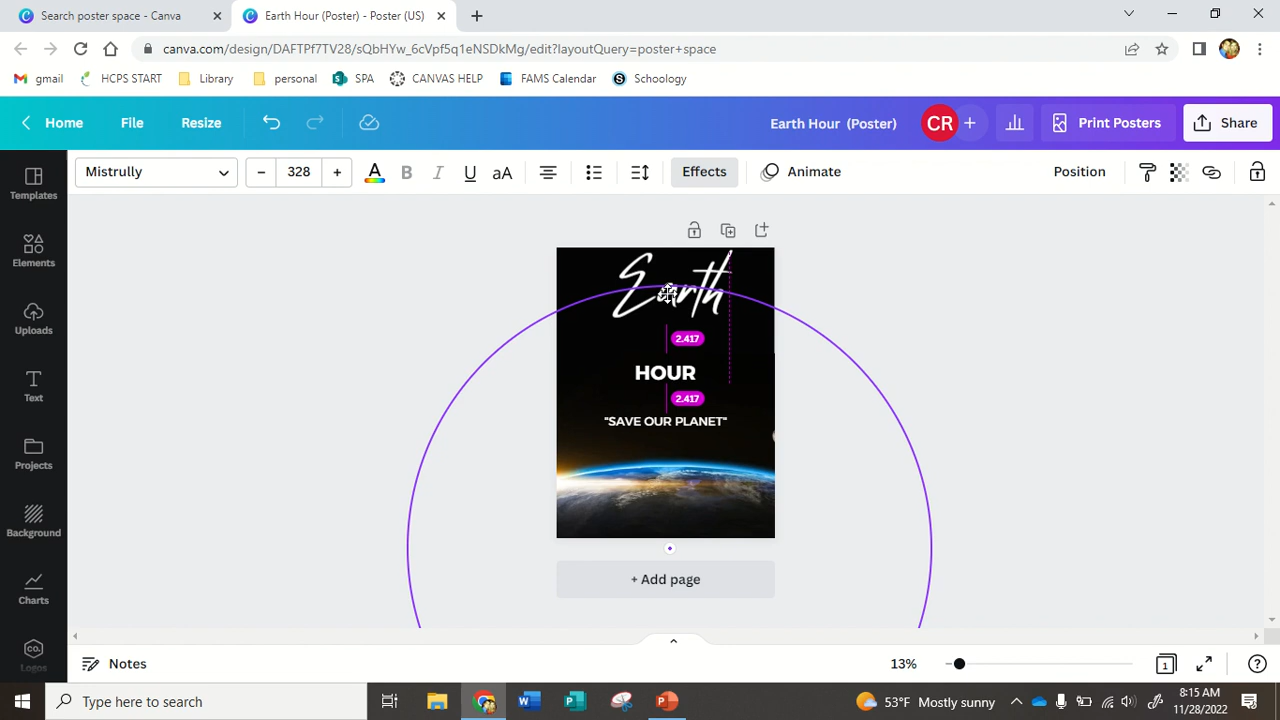 Search poster space - Canva
Earth Hour (Poster) - Poster (US)
canva.com/design/DAFTPf7TV28/sQbHYw_6cVpf5q1eNSDkMg/edit?layoutQuery=poster+space
gmail HCPS START Library personal SPA CANVAS HELP FAMS Calendar Schoology
Home File Resize Earth Hour (Poster) CR + Print Posters Share
Mistrully 328 A B I U aA Effects Animate Position
Templates
Elements
Uploads
Text
Projects
Background
Charts
CO.
Logos
Earth
2.417
HOUR
2.417
"SAVE OUR PLANET"
+ Add page
Notes 13% 1
Type here to search
53°F Mostly sunny
8:15 AM
11/28/2022